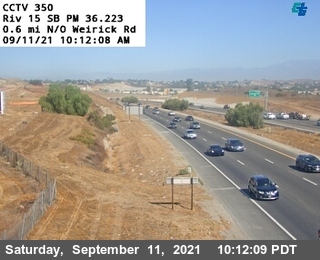 CCTV 350
Riv 15 SB PM 36.223
0.6 mi N/O Weirick Rd
09/11/21 10:12:08 AM
Saturday, September 11, 2021 10:12:09 PDT